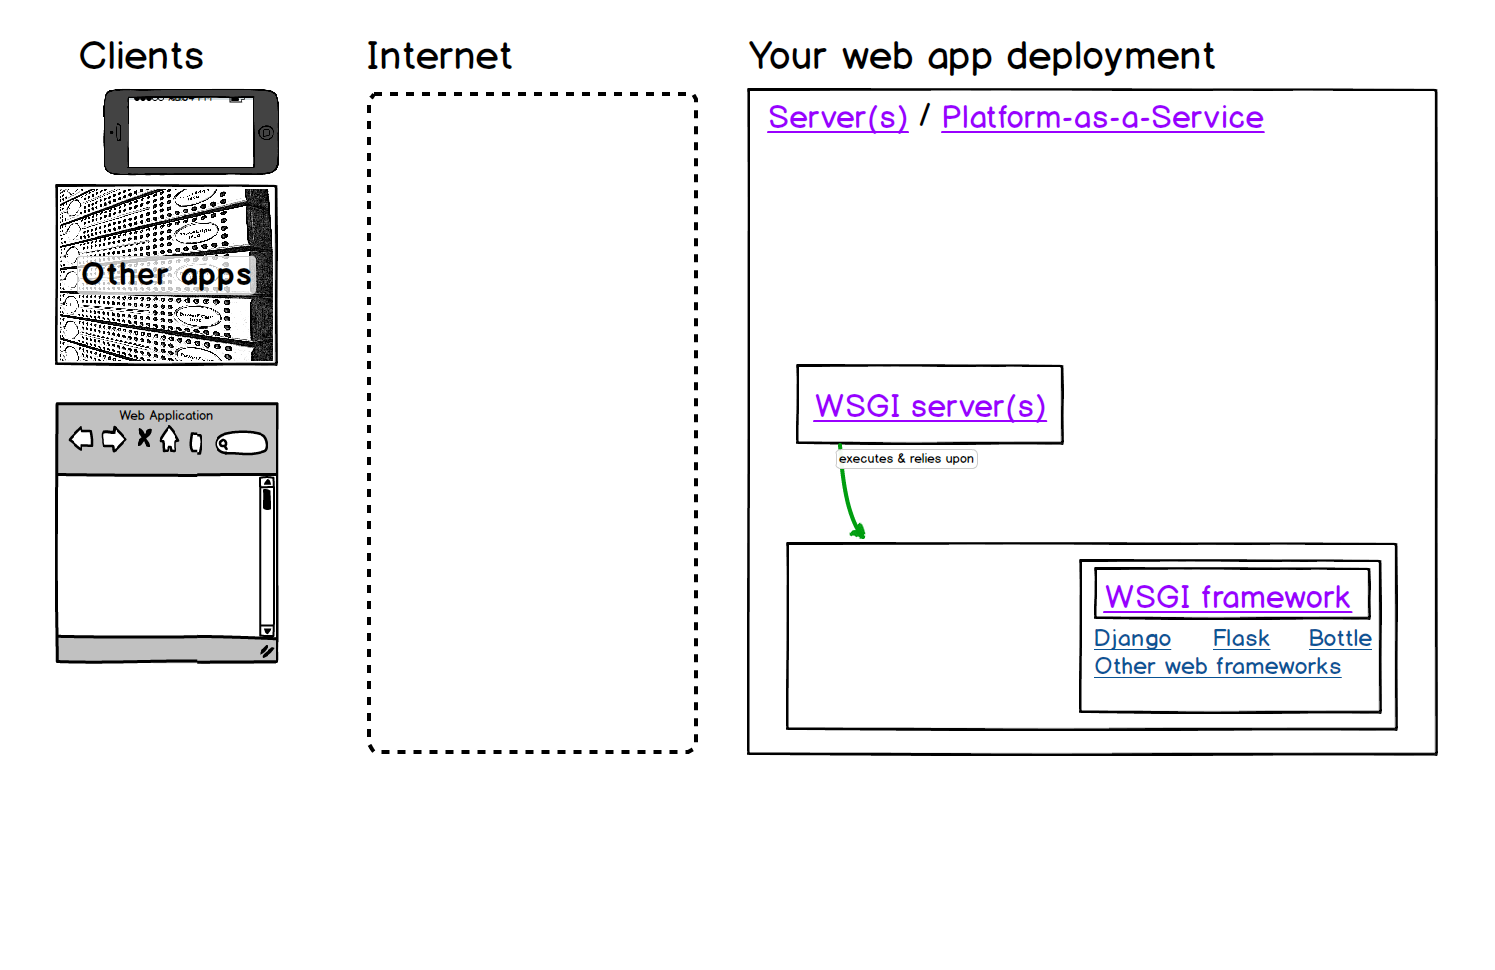 Clients
Internet
Your web app deployment
Server(s) / Platform-as-a-Service
Other apps
Web Application
WSGI server(s)
executes & relies upon
WSGI framework
Django Flask Bottle
Other web frameworks